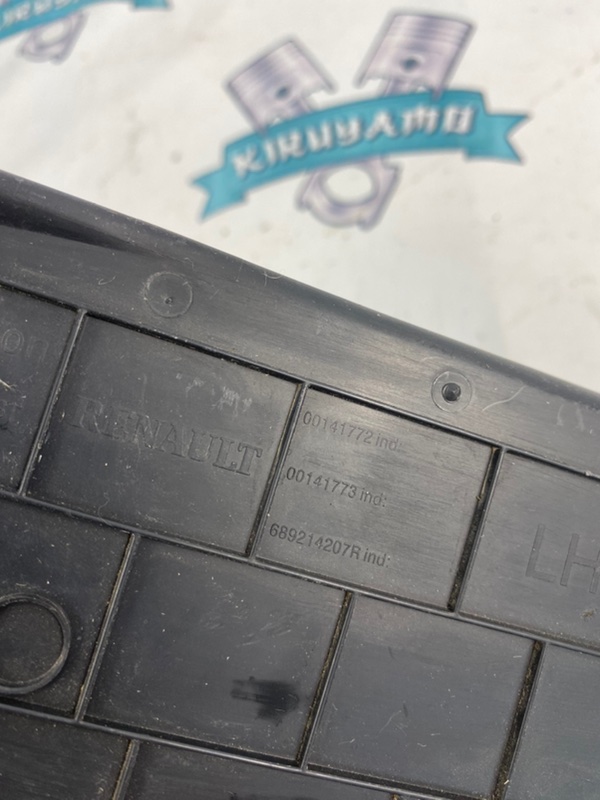 KIRUYAMO
RENAULT
00141772 ind:
00141773 ind:
689214207R ind:
LH